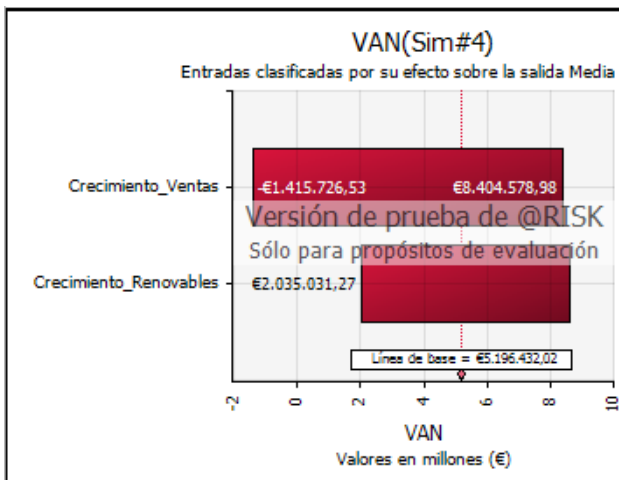 VAN(Sim#4)
Entradas clasificadas por su efecto sobre la salida Media
Crecimiento_Ventas
-€1.415.726,53
€8.404.578,98
Versión de prueba de @RISK
Sólo para propósitos de evaluación
Crecimiento_Renovables
€2.035.031,27
Línea de base = €5.196.432,02
-2
0
2
4
6
8
10
VAN
Valores en millones (€)